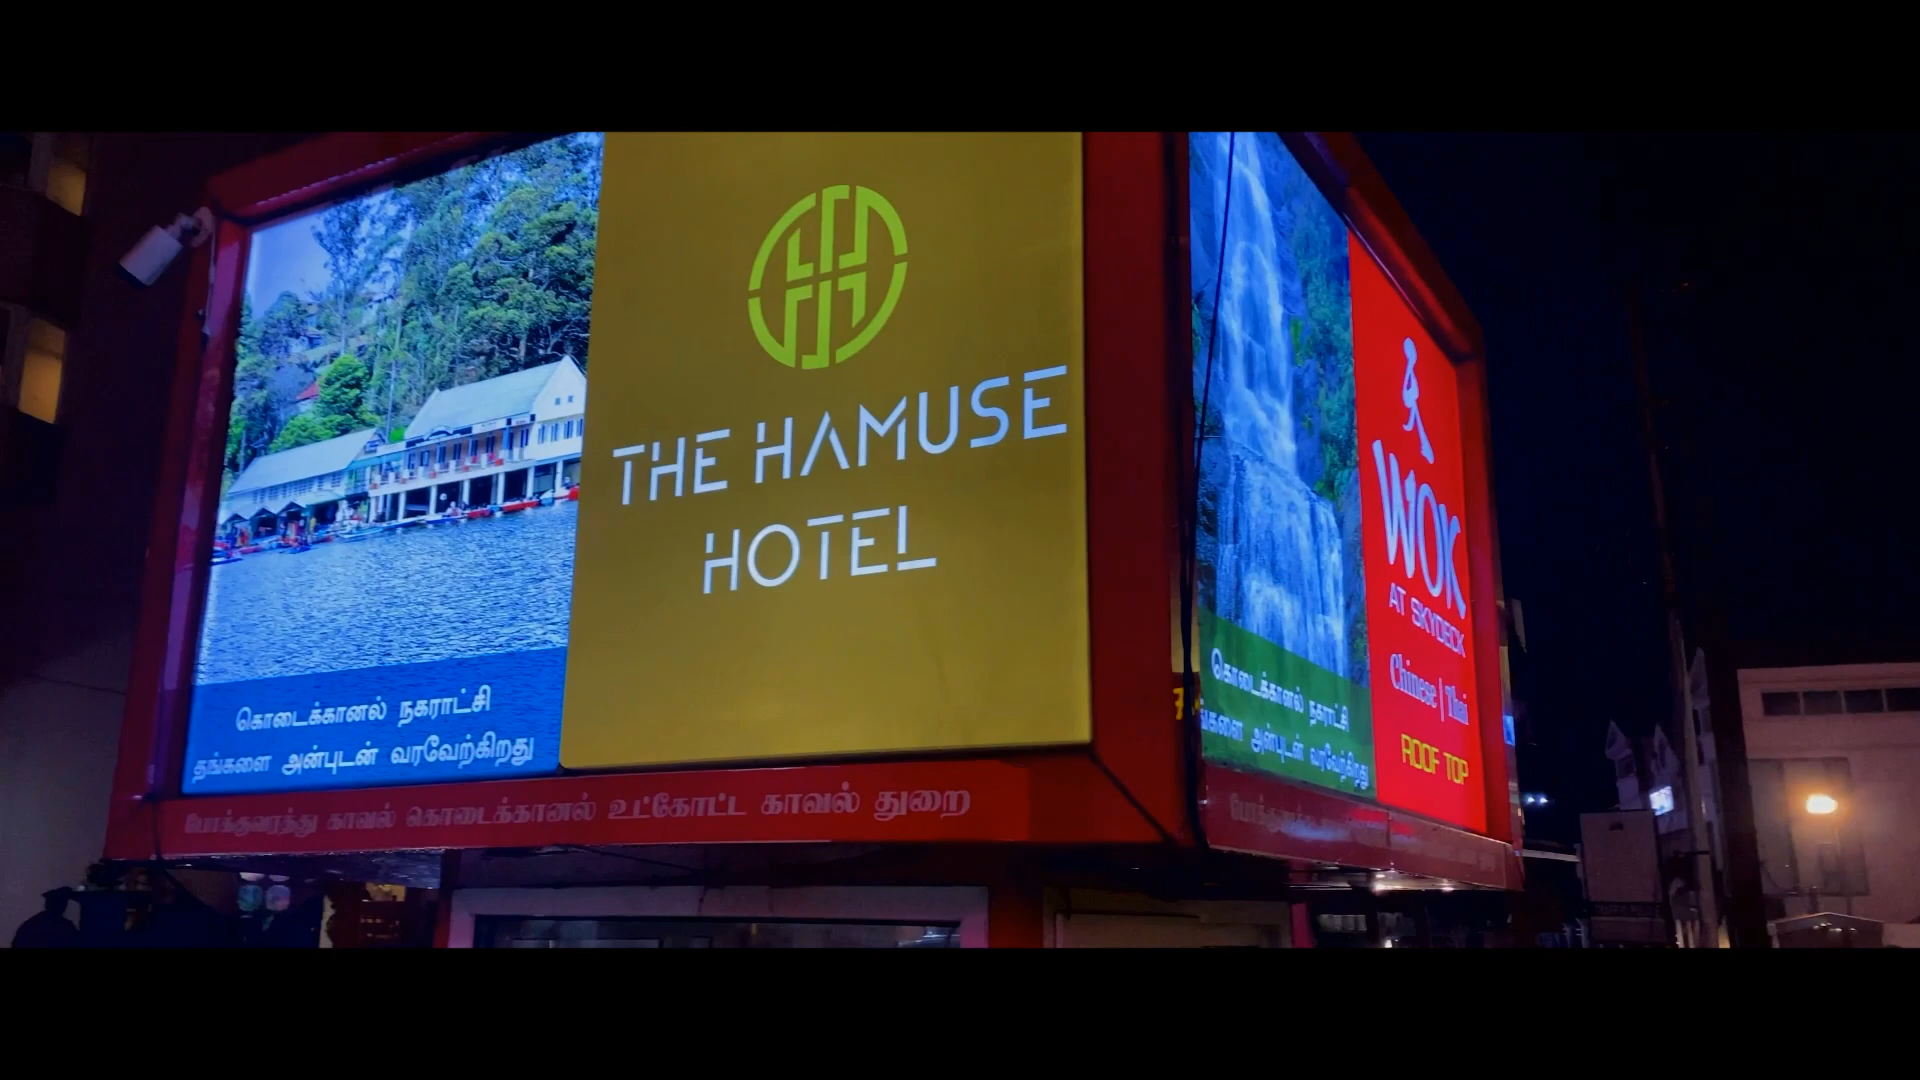 கொடைக்கானல் நகராட்சி
தங்களை அன்புடன் வரவேற்கிறது
THE HAMUSE
HOTEL
போக்குவரத்து காவல் கொடைக்கானல் உட்கோட்ட காவல் துறை
கொடைக்கானல் நகராட்சி
தங்களை அன்புடன் வரவேற்கிறது
WOK
AT SKYDECK
Chinese | Thai
ROOF TOP
போக்குவரத்து